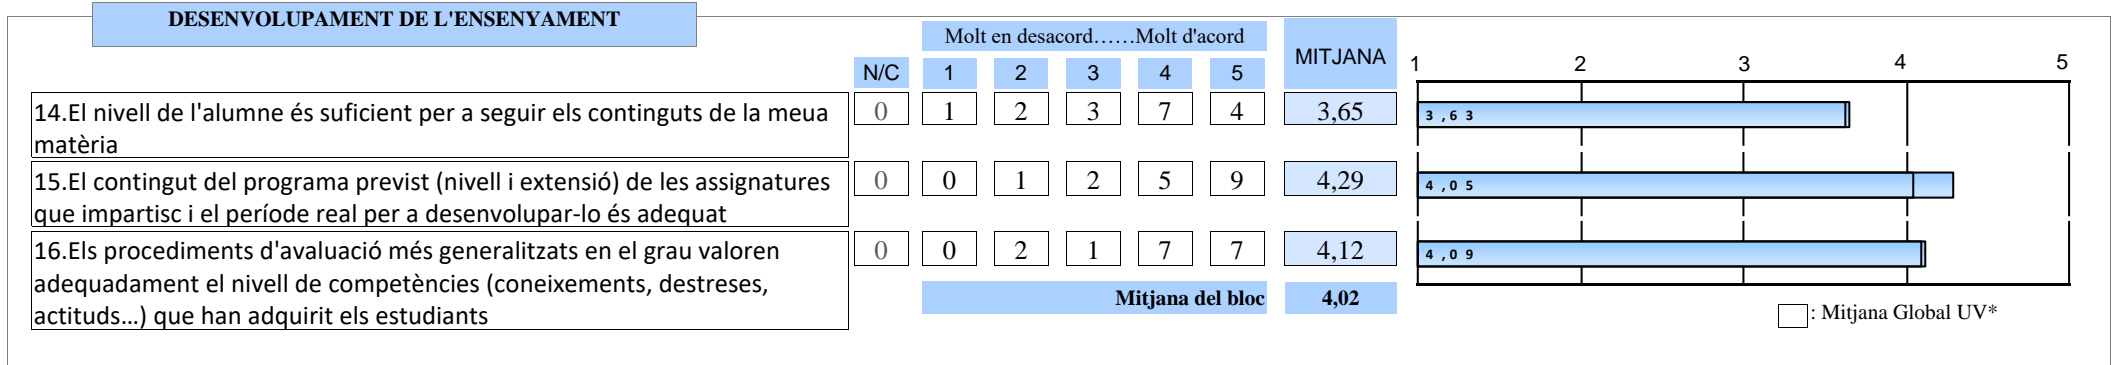 DESENVOLUPAMENT DE L'ENSENYAMENT
Molt en desacord......Molt d'acord
MITJANA
N/C 1 2 3 4 5
1 2 3 4 5
14.El nivell de l'alumne és suficient per a seguir els continguts de la meua
matèria
0 1 2 3 7 4 3,65
3,63
15.El contingut del programa previst (nivell i extensió) de les assignatures
que impartisc i el període real per a desenvolupar-lo és adequat
0 0 1 2 5 9 4,29
4,05
16.Els procediments d'avaluació més generalitzats en el grau valoren
adequadament el nivell de competències (coneixements, destreses,
actituds…) que han adquirit els estudiants
0 0 2 1 7 7 4,12
4,09
Mitjana del bloc 4,02
: Mitjana Global UV*